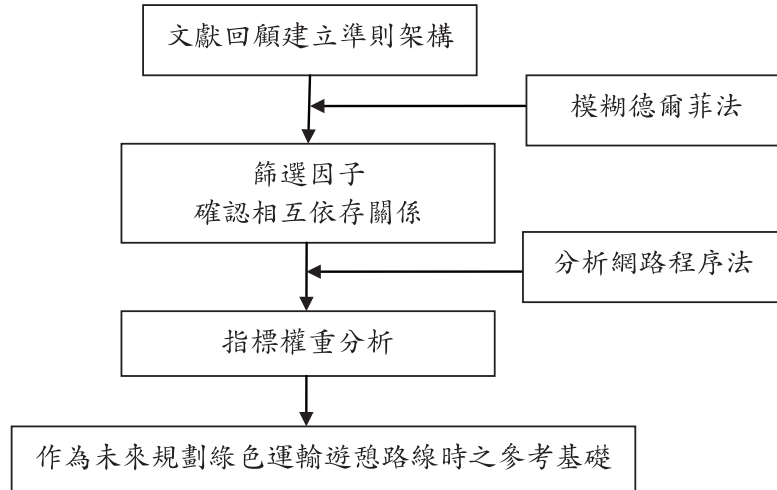 文獻回顧建立準則架構
模糊德爾菲法
篩選因子
確認相互依存關係
分析網路程序法
指標權重分析
作為未來規劃綠色運輸遊憩路線時之參考基礎